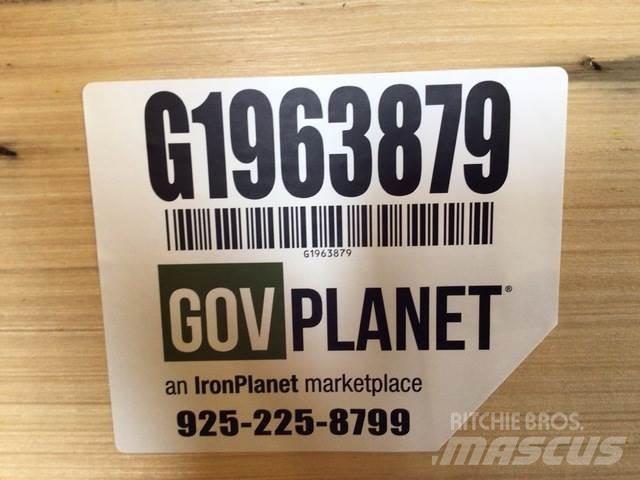 G1963879
G1963879
GOV PLANET®
an IronPlanet marketplace
925-225-8799
RITCHIE BROS.
MASCUS